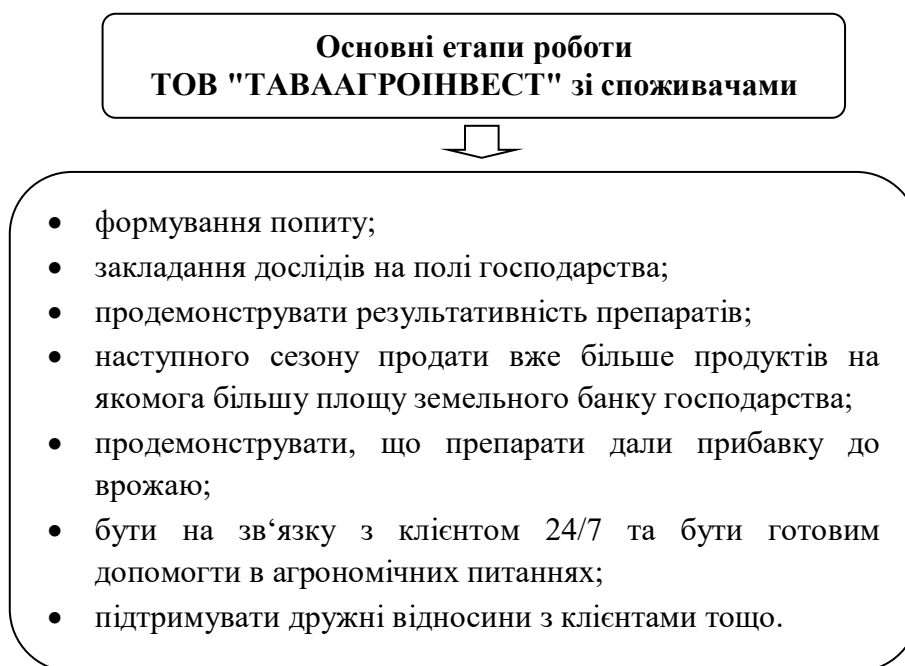 Основні етапи роботи
ТОВ "ТАВААГРОІНВЕСТ" зі споживачами
• формування попиту;
• закладання дослідів на полі господарства;
• продемонструвати результативність препаратів;
• наступного сезону продати вже більше продуктів на
якомога більшу площу земельного банку господарства;
• продемонструвати, що препарати дали прибавку до
врожаю;
• бути на зв‘язку з клієнтом 24/7 та бути готовим
допомогти в агрономічних питаннях;
• підтримувати дружні відносини з клієнтами тощо.